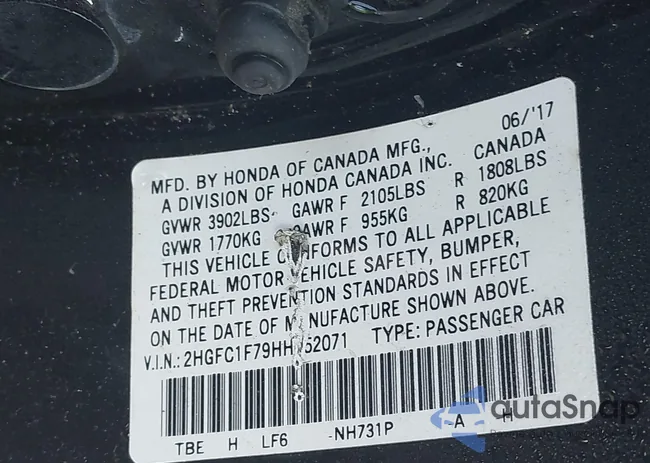 06/'17
MFD. BY HONDA OF CANADA MFG., CANADA
A DIVISION OF HONDA CANADA INC.
GVWR 3902LBS GAWR F 2105LBS R 1808LBS
GVWR 1770KG GAWR F 955KG R 820KG
THIS VEHICLE CONFORMS TO ALL APPLICABLE
FEDERAL MOTOR VEHICLE SAFETY, BUMPER,
AND THEFT PREVENTION STANDARDS IN EFFECT
ON THE DATE OF MANUFACTURE SHOWN ABOVE.
V.I.N.: TYPE: PASSENGER CAR
TBE H LF6 -NH731P -A H
autoSnap